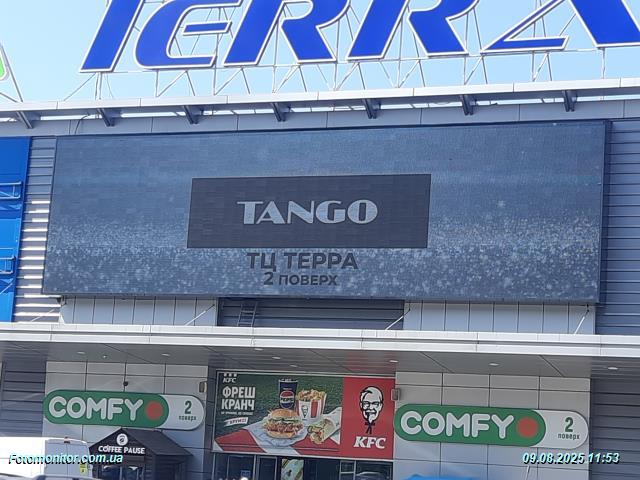 TERRA
TANGO
ТЦ ТЕРРА
2 ПОВЕРХ
KFC
ФРЕШ
КРАНЧ
COMFY
2
поверх
KFC
COMFY
2
поверх
COFFEE PAUSE
Fotomonitor.com.ua
09.08.2025 11:53